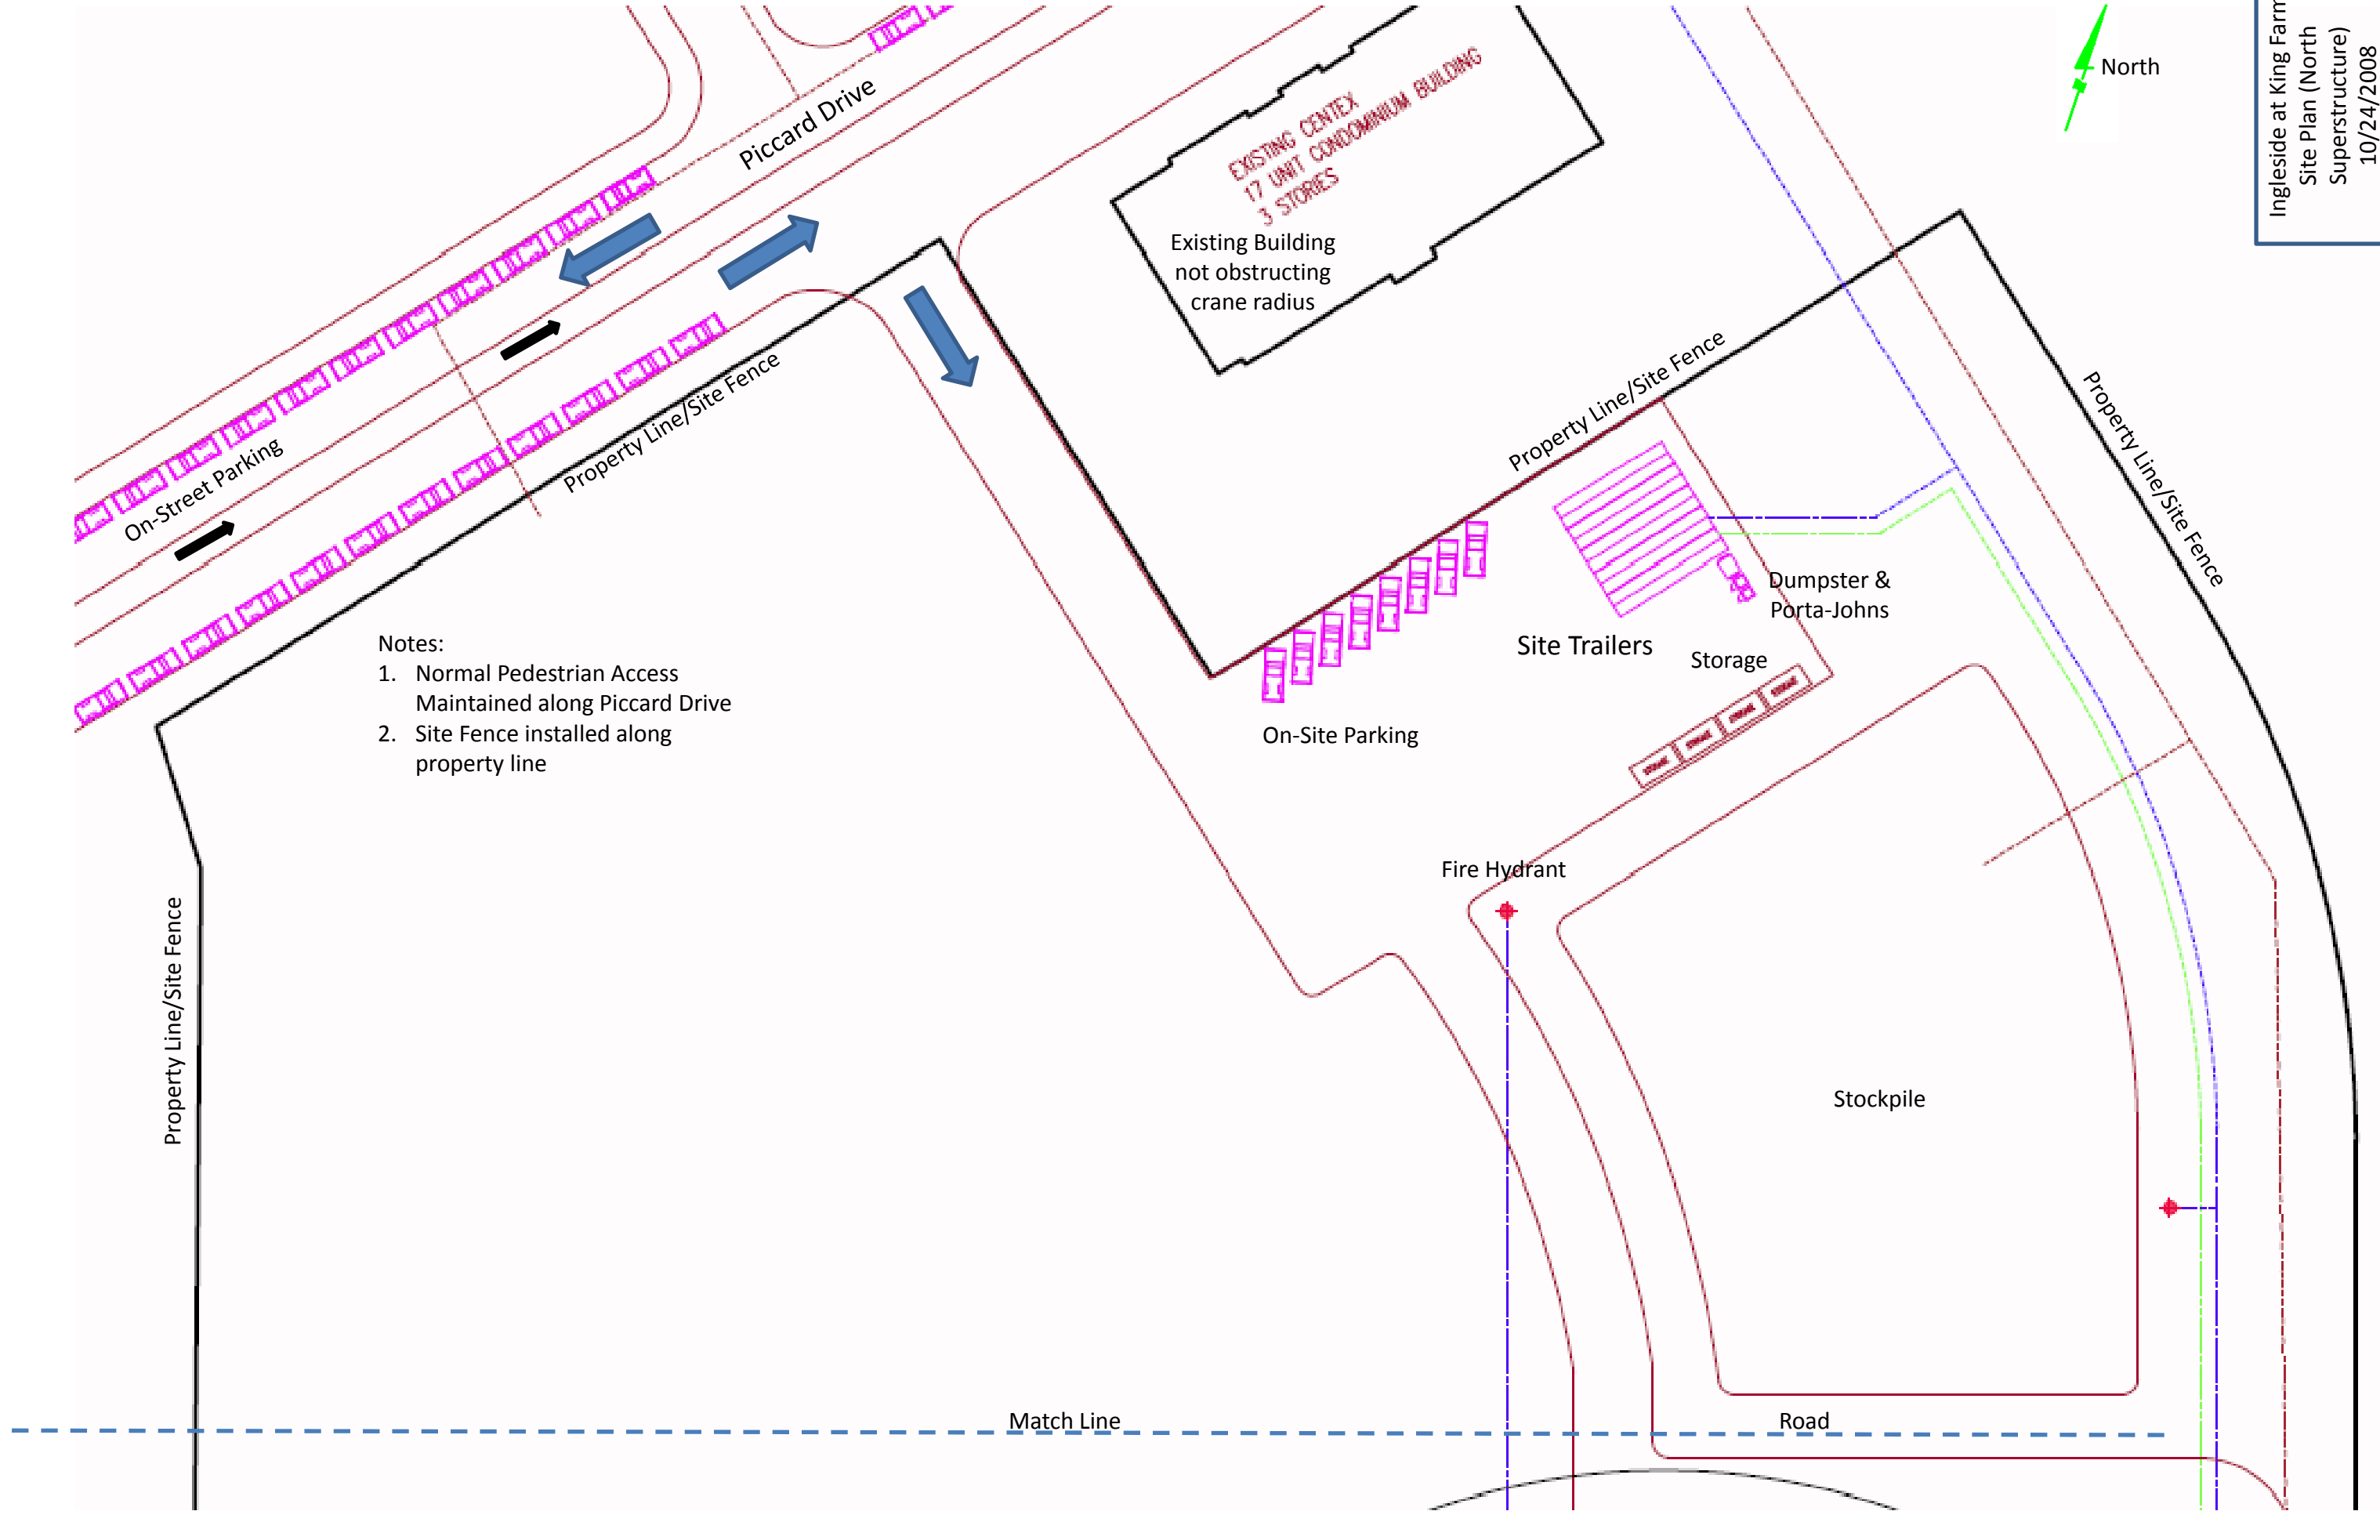 Ingleside at King Farm
Site Plan (North
Superstructure)
10/24/2008
North
Piccard Drive
EXISTING CENTEX
17 UNIT CONDOMINIUM BUILDING
3 STORIES
Existing Building
not obstructing
crane radius
On-Street Parking
Property Line/Site Fence
Property Line/Site Fence
Property Line/Site Fence
Dumpster &
Porta-Johns
Site Trailers
Storage
Notes:
1. Normal Pedestrian Access
Maintained along Piccard Drive
2. Site Fence installed along
property line
On-Site Parking
Fire Hydrant
Property Line/Site Fence
Stockpile
Match Line
Road